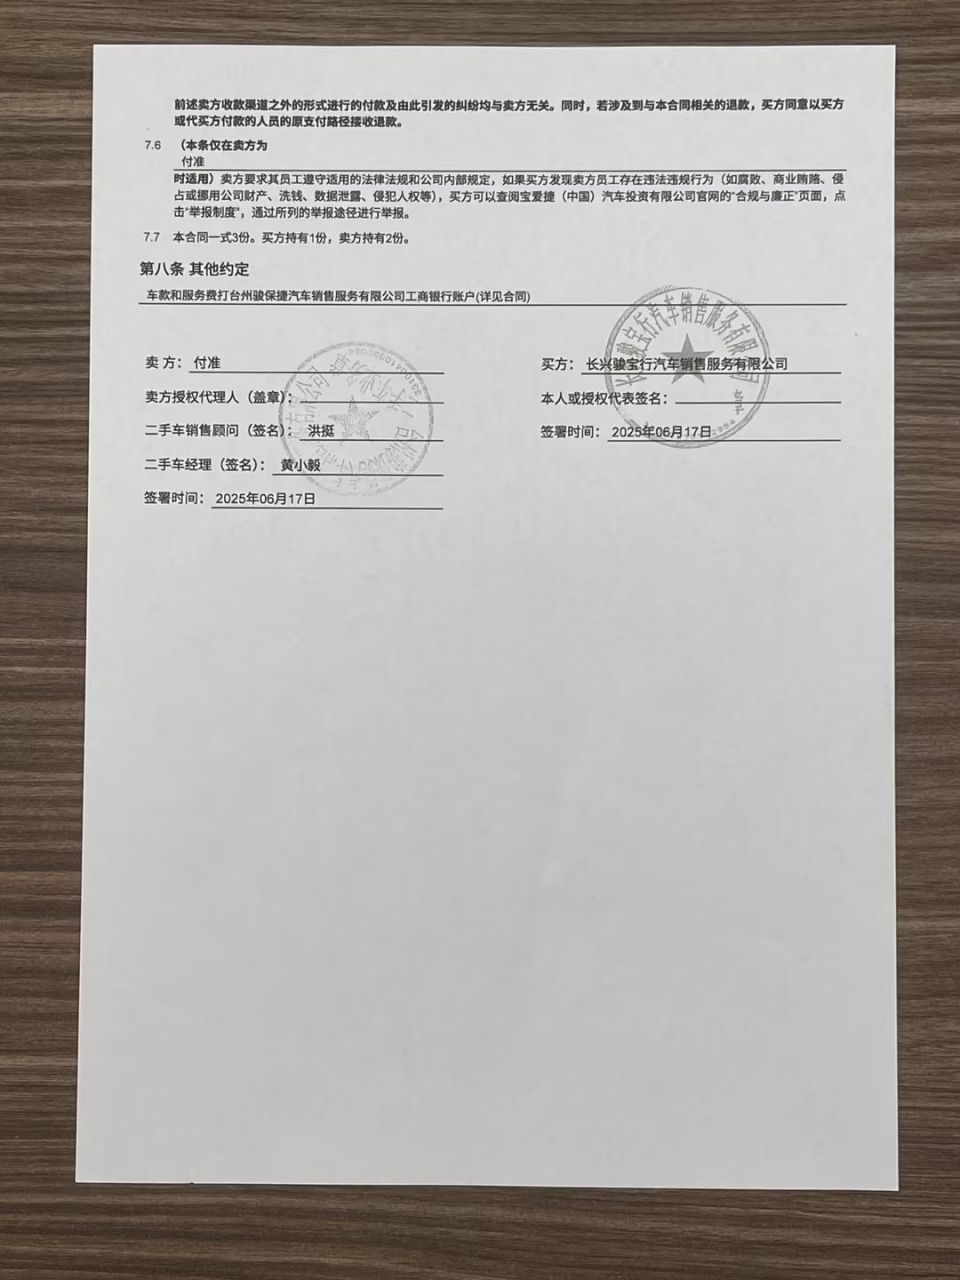 前述卖方收款渠道之外的形式进行的付款及由此引发的纠纷均与卖方无关。同时，若涉及到与本合同相关的退款，买方同意以买方
或代买方付款的人员的原支付路径接收退款。
7.6 （本条仅在卖方为
付准
时适用）卖方要求其员工遵守适用的法律法规和公司内部规定，如果买方发现卖方员工存在违法违规行为（如腐败、商业贿赂、侵
占或挪用公司财产、洗钱、数据泄露、侵犯人权等），买方可以查阅宝爱捷（中国）汽车投资有限公司官网的“合规与廉正”页面，点
击“举报制度”，通过所列的举报途径进行举报。
7.7 本合同一式3份。买方持有1份，卖方持有2份。
第八条 其他约定
车款和服务费打台州骏保捷汽车销售服务有限公司工商银行账户(详见合同)
卖 方： 付准
卖方授权代理人（盖章）：
二手车销售顾问（签名）： 洪挺
二手车经理（签名）： 黄小毅
签署时间： 2025年06月17日
买方： 长兴骏宝行汽车销售服务有限公司
本人或授权代表签名：
签署时间： 2025年06月17日
长兴骏宝行汽车销售服务有限公司